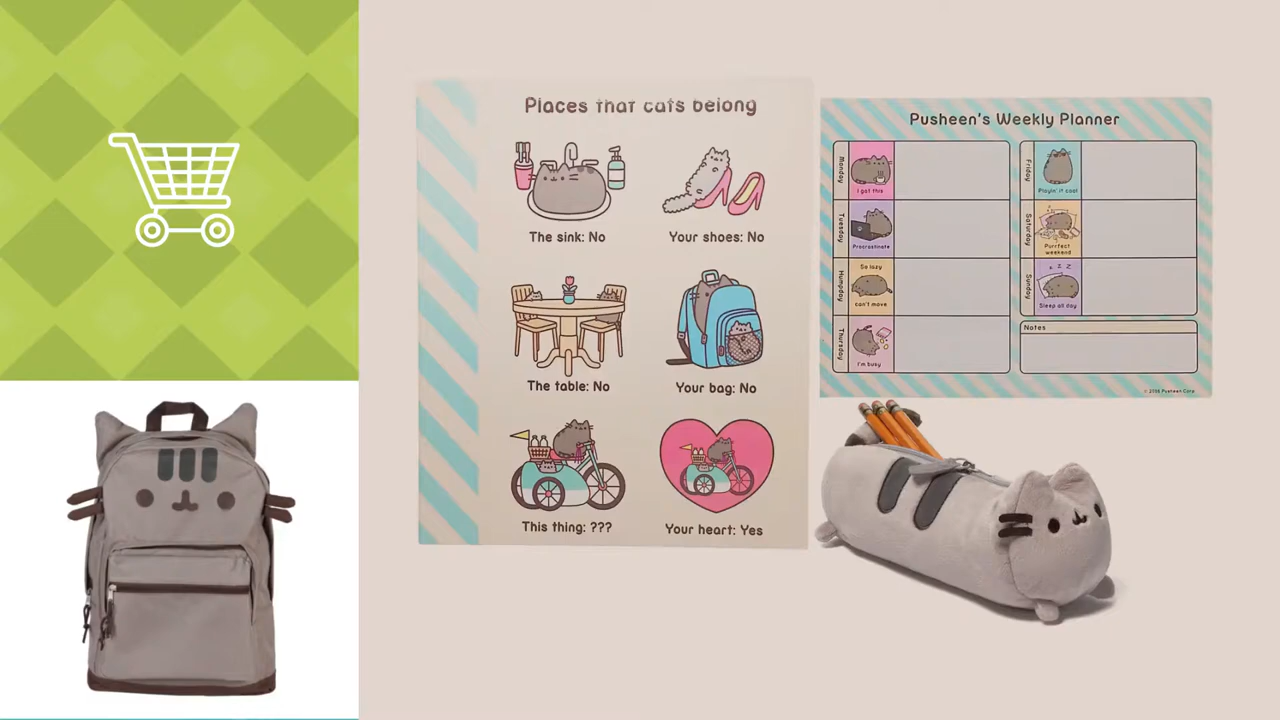 Places that cats belong
The sink: No
Your shoes: No
The table: No
Your bag: No
This thing: ???
Your heart: Yes
Pusheen's Weekly Planner
Monday
I got this
Tuesday
Procrastinate
Humpday
So lazy
can't move
Thursday
I'm busy
Friday
Playin' it cool
Saturday
Purrfect
weekend
Sunday
z z z
Sleep all day
Notes
Pusheen Corp